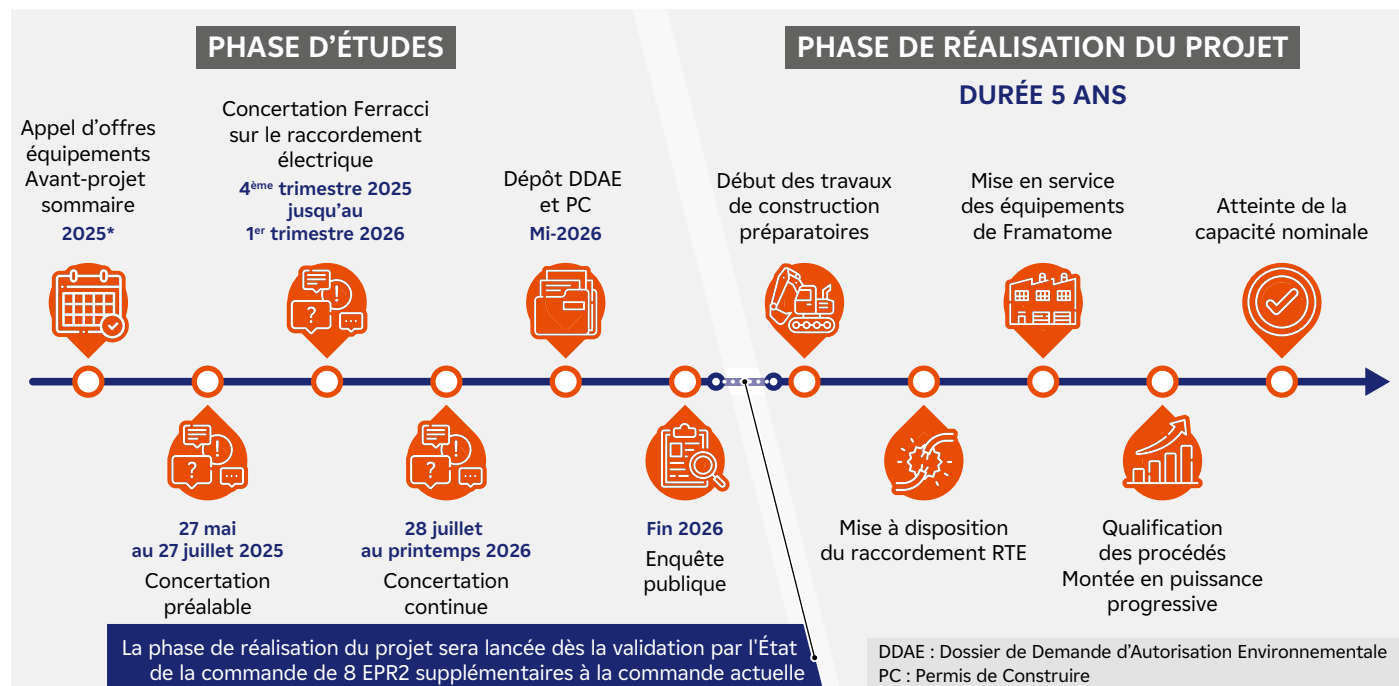 PHASE D'ÉTUDES
Appel d'offres
équipements
Avant-projet
sommaire
2025*
27 mai
au 27 juillet 2025
Concertation
préalable
Concertation Ferracci
sur le raccordement
électrique
4ème trimestre 2025
jusqu'au
1er trimestre 2026
28 juillet
au printemps 2026
Concertation
continue
Dépôt DDAE
et PC
Mi-2026
Fin 2026
Enquête
publique
PHASE DE RÉALISATION DU PROJET
DURÉE 5 ANS
Début des travaux
de construction
préparatoires
Mise à disposition
du raccordement RTE
Mise en service
des équipements
de Framatome
Qualification
des procédés
Montée en puissance
progressive
Atteinte de la
capacité nominale
La phase de réalisation du projet sera lancée dès la validation par l'État
de la commande de 8 EPR2 supplémentaires à la commande actuelle
DDAE : Dossier de Demande d'Autorisation Environnementale
PC : Permis de Construire